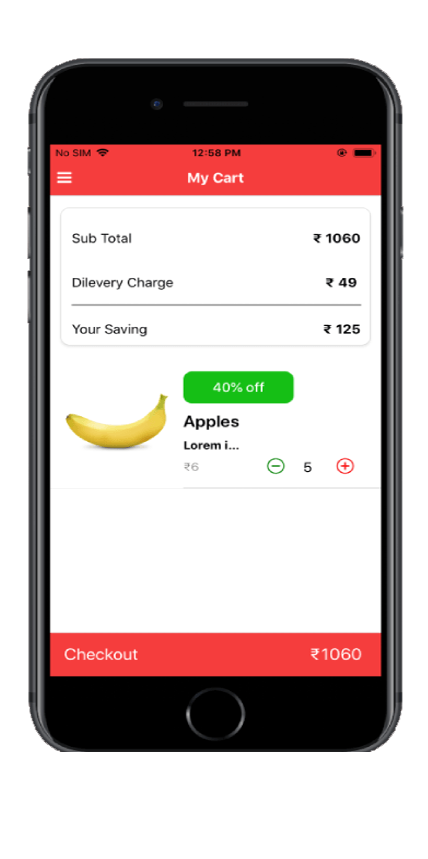 No SIM 12:58 PM
My Cart
Sub Total ₹ 1060
Dilevery Charge ₹ 49
Your Saving ₹ 125
40% off
Apples
Lorem i...
₹6 5
Checkout ₹1060